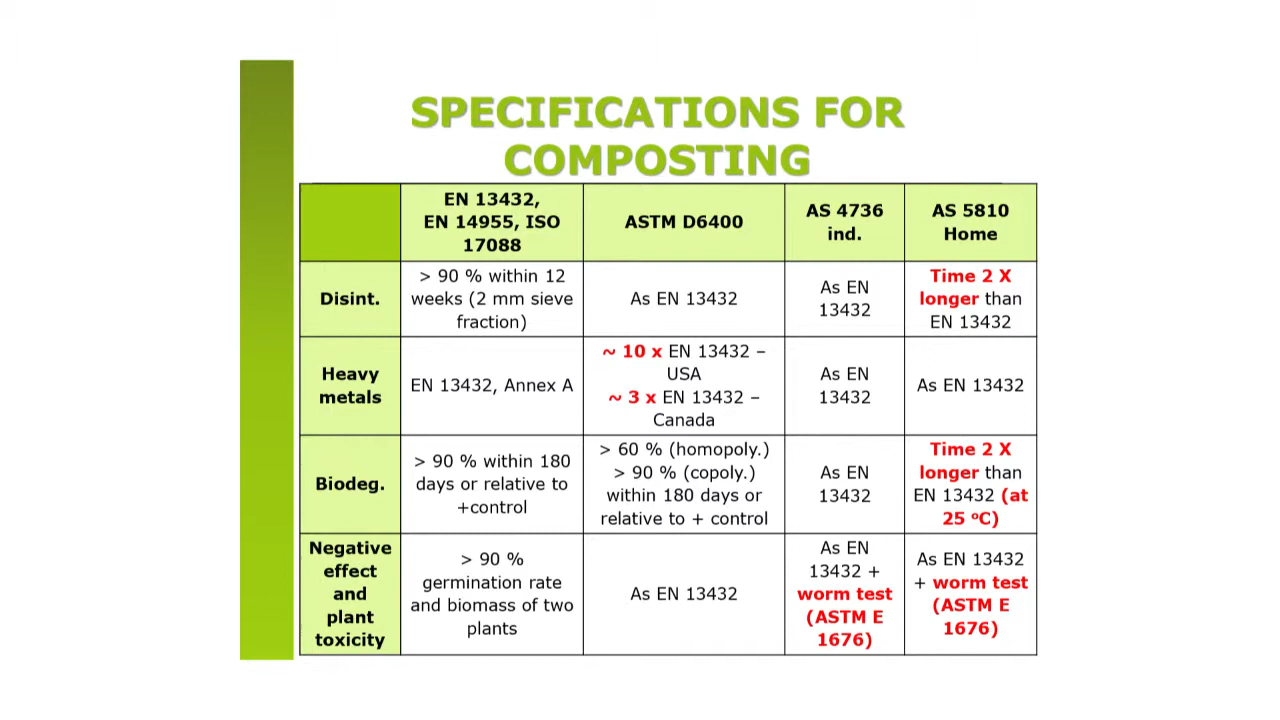 SPECIFICATIONS FOR
COMPOSTING
EN 13432,
EN 14955, ISO
17088
ASTM D6400
AS 4736
ind.
AS 5810
Home
Disint.
> 90 % within 12
weeks (2 mm sieve
fraction)
As EN 13432
As EN
13432
Time 2 X
longer than
EN 13432
Heavy
metals
EN 13432, Annex A
~ 10 x EN 13432 –
USA
~ 3 x EN 13432 –
Canada
As EN
13432
As EN 13432
Biodeg.
> 90 % within 180
days or relative to
+control
> 60 % (homopoly.)
> 90 % (copoly.)
within 180 days or
relative to + control
As EN
13432
Time 2 X
longer than
EN 13432 (at
25 ºC)
Negative
effect
and
plant
toxicity
> 90 %
germination rate
and biomass of two
plants
As EN 13432
As EN
13432 +
worm test
(ASTM E
1676)
As EN 13432
+ worm test
(ASTM E
1676)